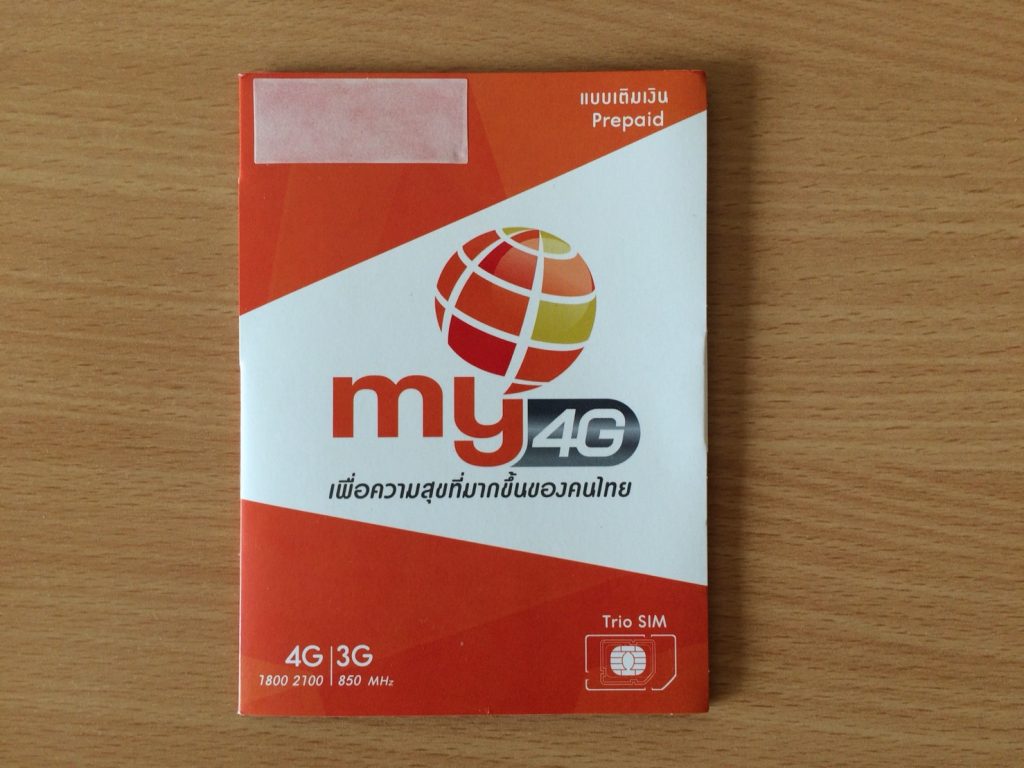 แบบเติมเงิน
Prepaid
my 4G
เพื่อความสุขที่มากขึ้นของคนไทย
Trio SIM
4G | 3G
1800 2100 | 850 MHz